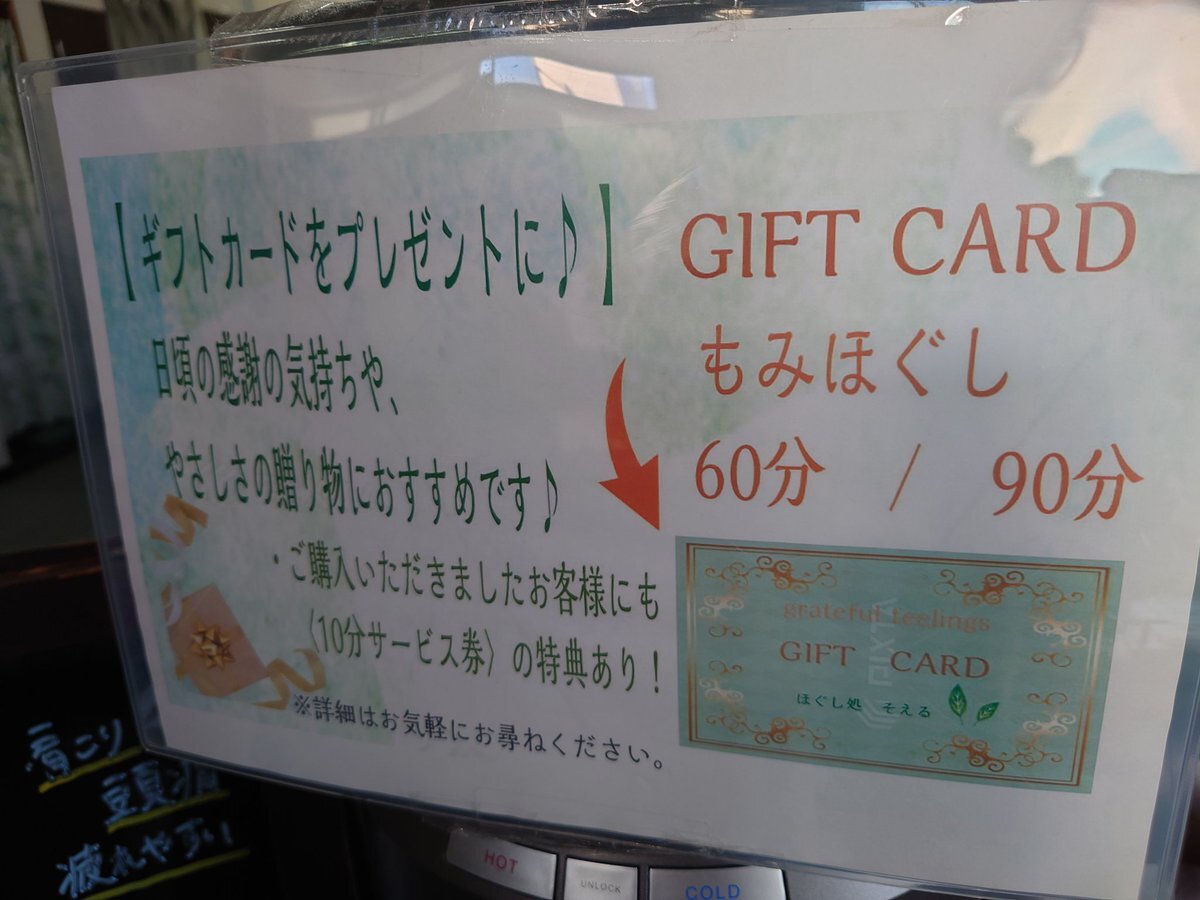 【ギフトカードをプレゼントに♪】
日頃の感謝の気持ちや、
やさしさの贈り物におすすめです♪
・ご購入いただきましたお客様にも
〈10分サービス券〉の特典あり！
※詳細はお気軽にお尋ねください。
GIFT CARD
もみほぐし
60分 / 90分
grateful feelings
GIFT CARD
ほぐし処 そえる
肩こり
頭痛
疲れやすい
HOT
UNLOCK
COLD